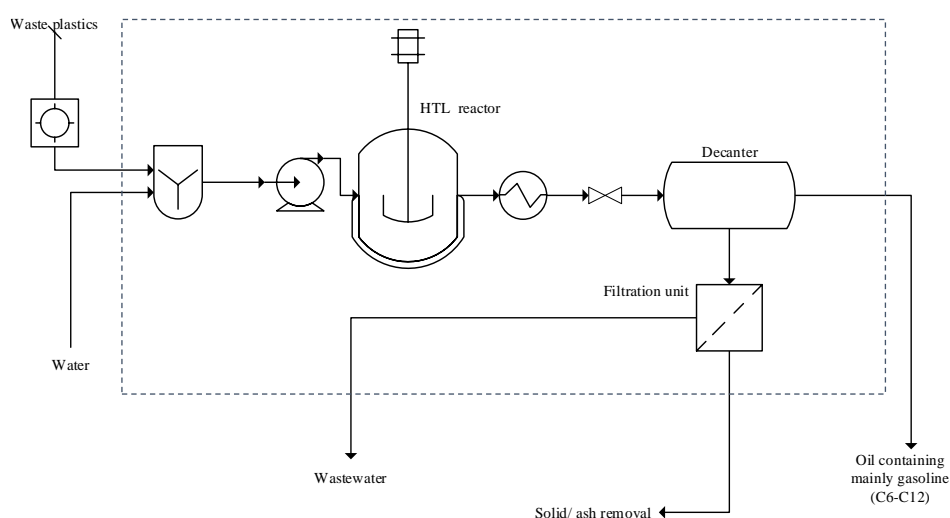 Waste plastics
HTL reactor
Decanter
Filtration unit
Water
Wastewater
Oil containing
mainly gasoline
(C6-C12)
Solid/ ash removal